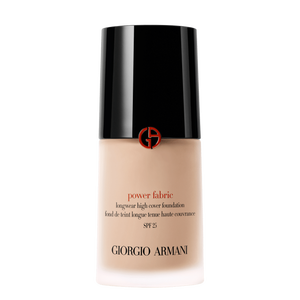 power fabric
longwear high cover foundation
fond de teint longue tenue haute couvrance
SPF 25
GIORGIO ARMANI